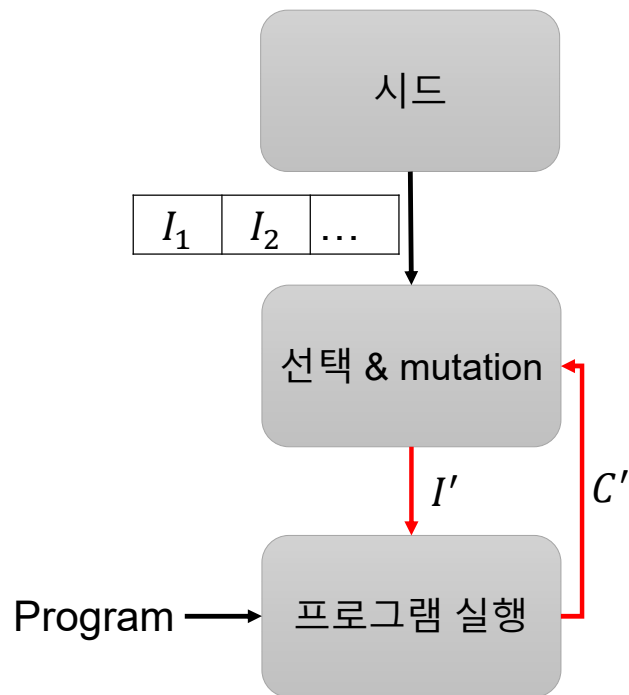 시드
I₁ I₂ ...
선택 & mutation
I′
C′
Program
프로그램 실행